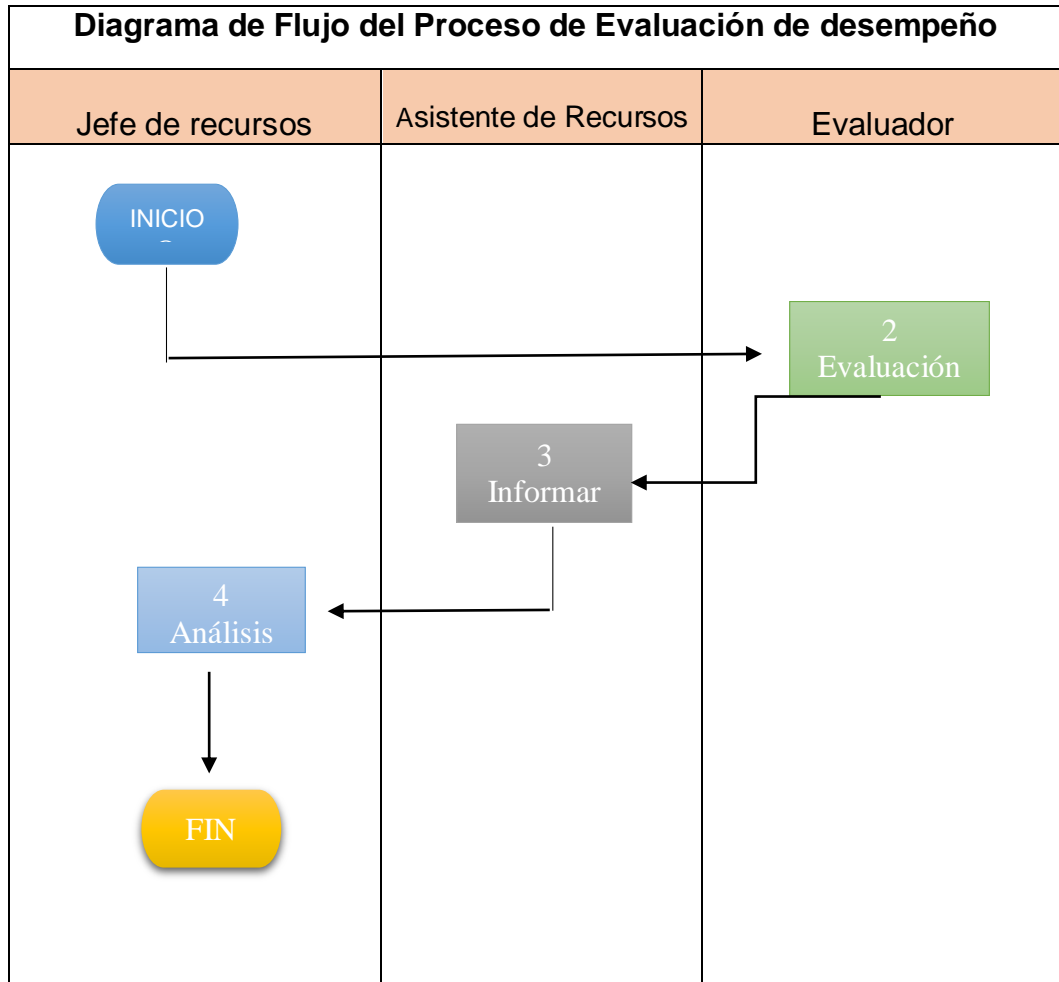 Diagrama de Flujo del Proceso de Evaluación de desempeño
Jefe de recursos
Asistente de Recursos
Evaluador
INICIO
2
Evaluación
3
Informar
4
Análisis
FIN